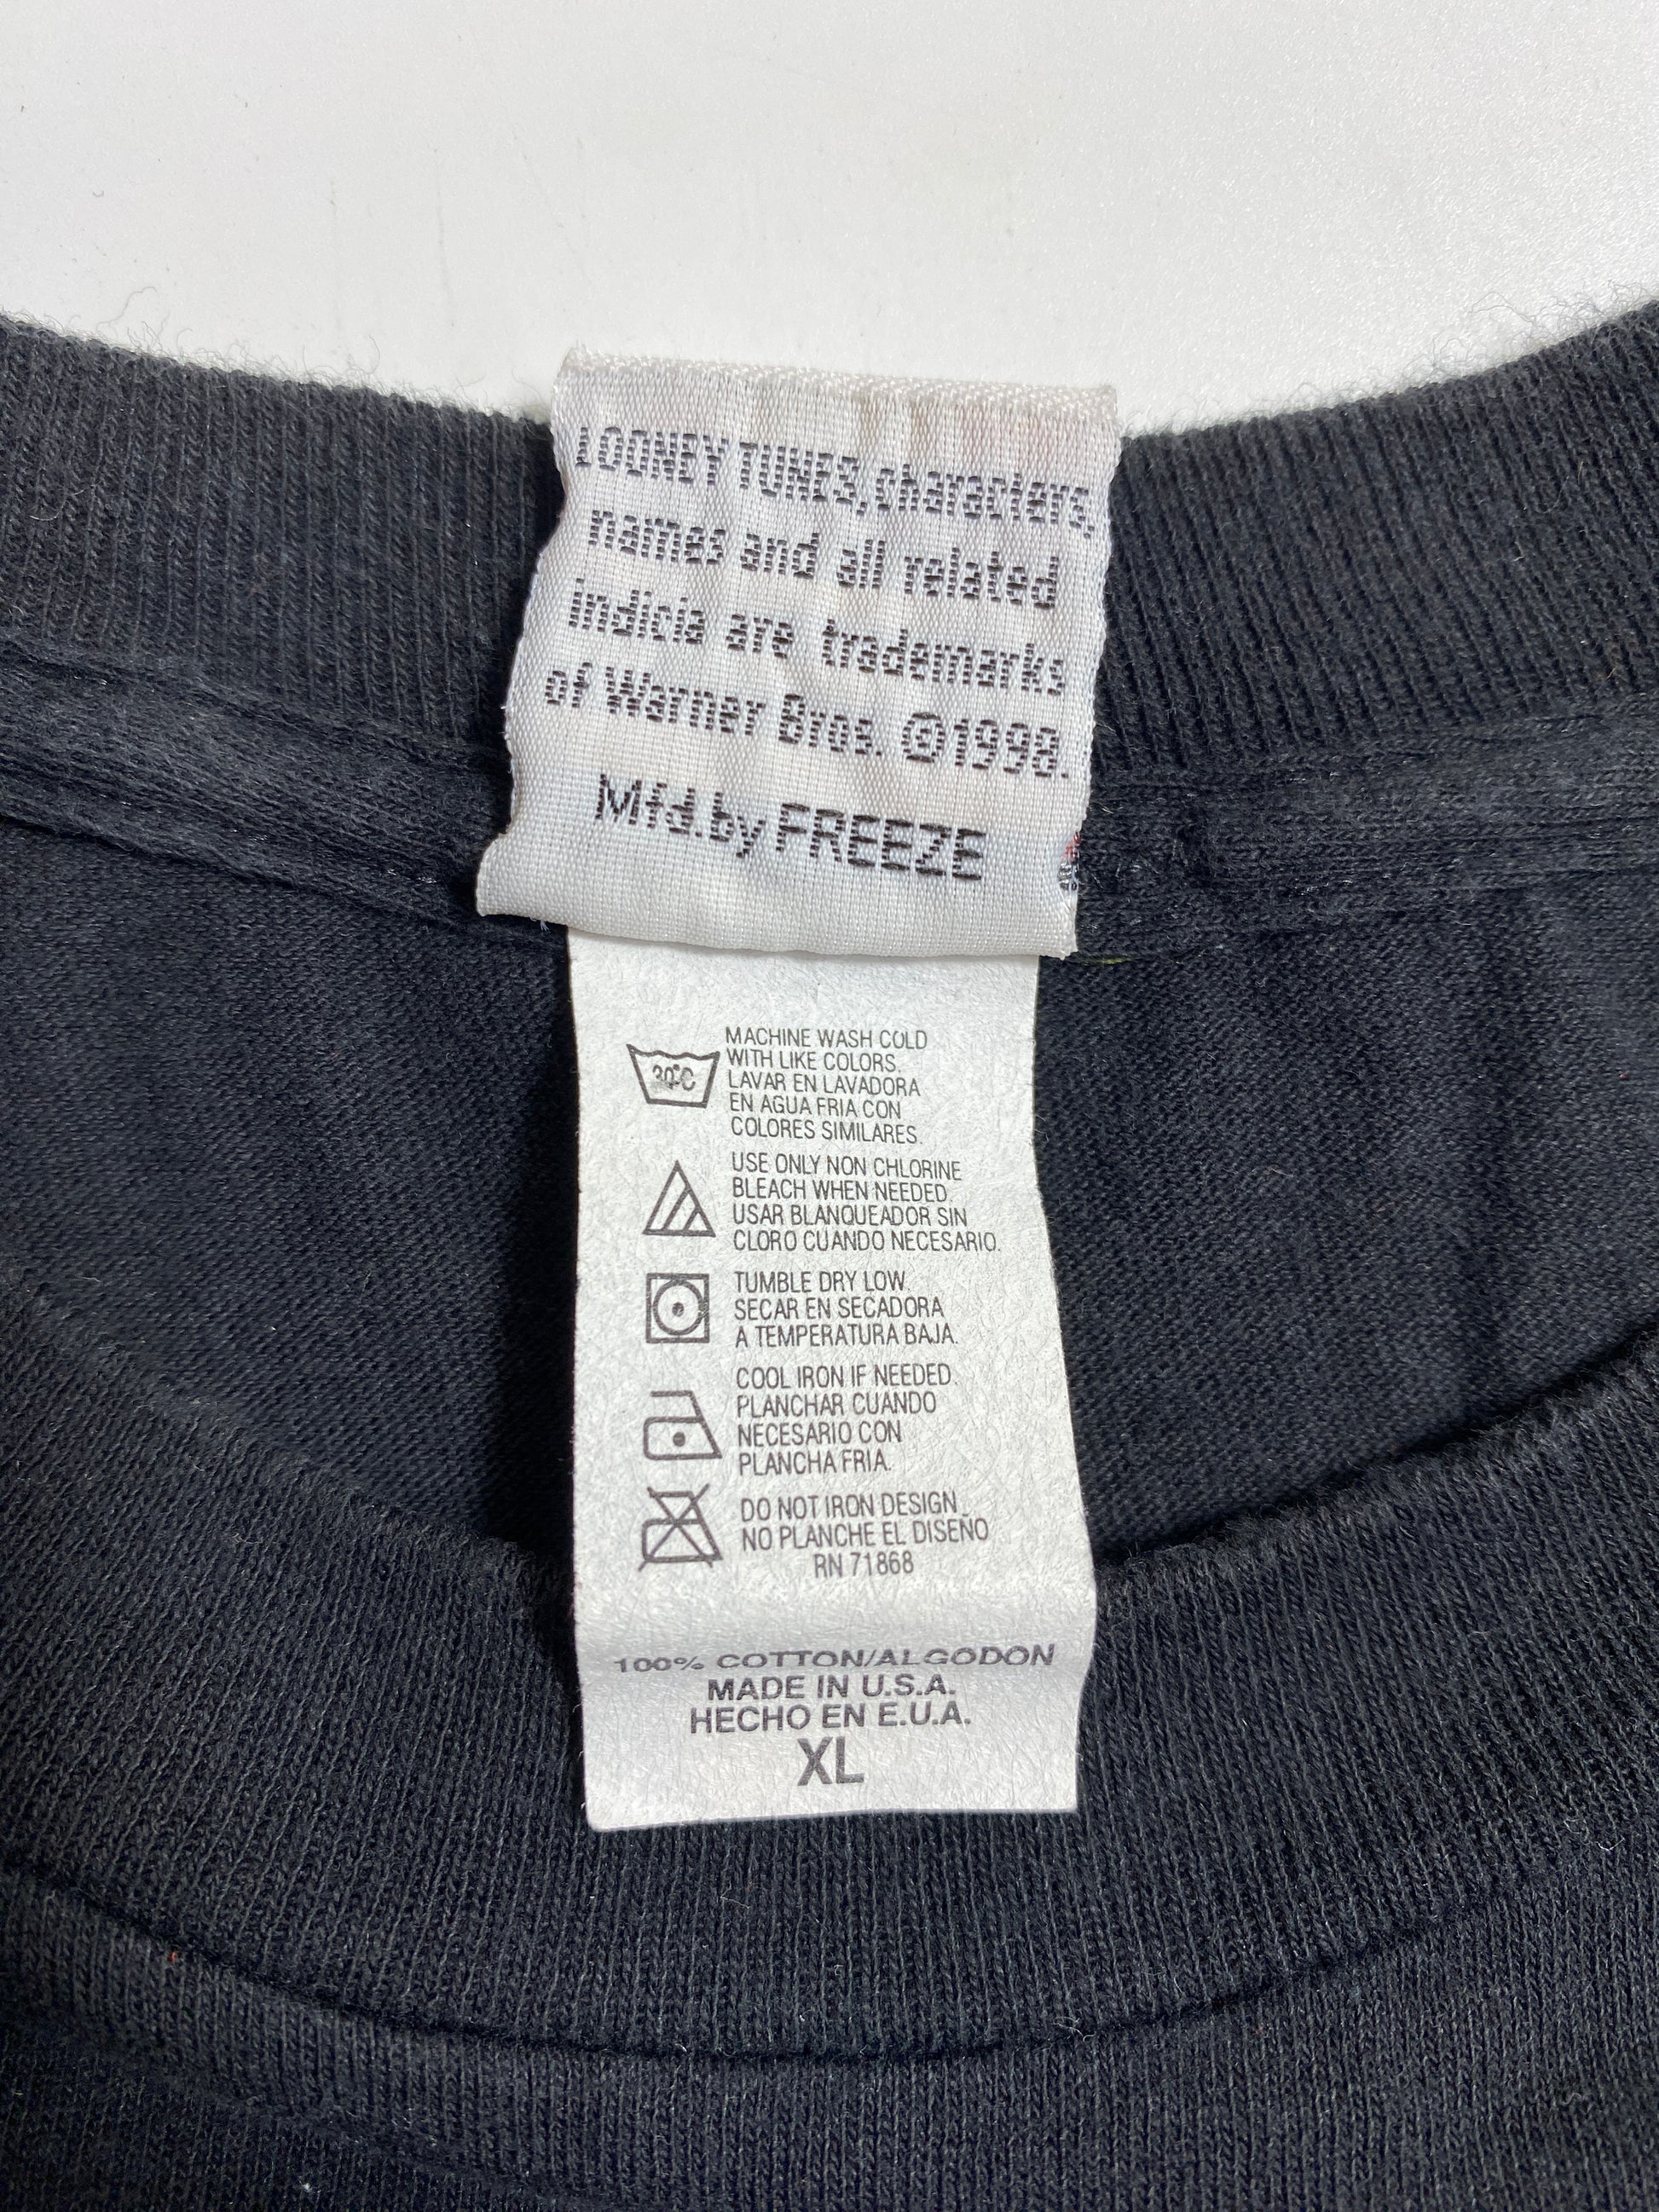 LOONEY TUNES, characters,
names and all related
indicia are trademarks
of Warner Bros. ©1998.
Mfd. by FREEZE
30°C
MACHINE WASH COLD
WITH LIKE COLORS.
LAVAR EN LAVADORA
EN AGUA FRIA CON
COLORES SIMILARES.
USE ONLY NON CHLORINE
BLEACH WHEN NEEDED.
USAR BLANQUEADOR SIN
CLORO CUANDO NECESARIO.
TUMBLE DRY LOW.
SECAR EN SECADORA
A TEMPERATURA BAJA.
COOL IRON IF NEEDED.
PLANCHAR CUANDO
NECESARIO CON
PLANCHA FRIA.
DO NOT IRON DESIGN
NO PLANCHE EL DISEÑO
RN 71868
100% COTTON/ALGODON
MADE IN U.S.A.
HECHO EN E.U.A.
XL